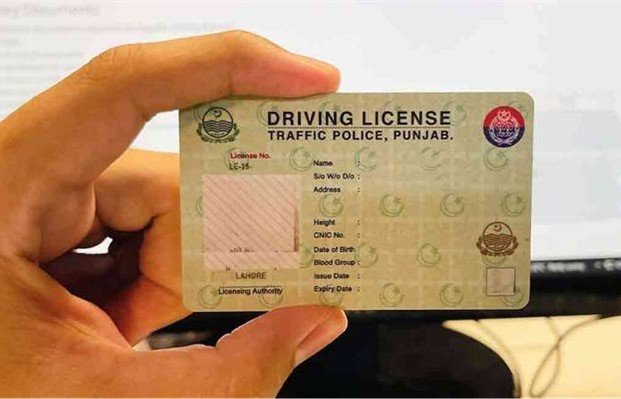 DRIVING LICENSE
TRAFFIC POLICE, PUNJAB.
License No.
LE-15-
Name :
S/o W/o D/o :
Address :
Height :
CNIC No. :
Date of Birth :
Blood Group :
Issue Date :
Expiry Date :
LAHORE
Licensing Authority